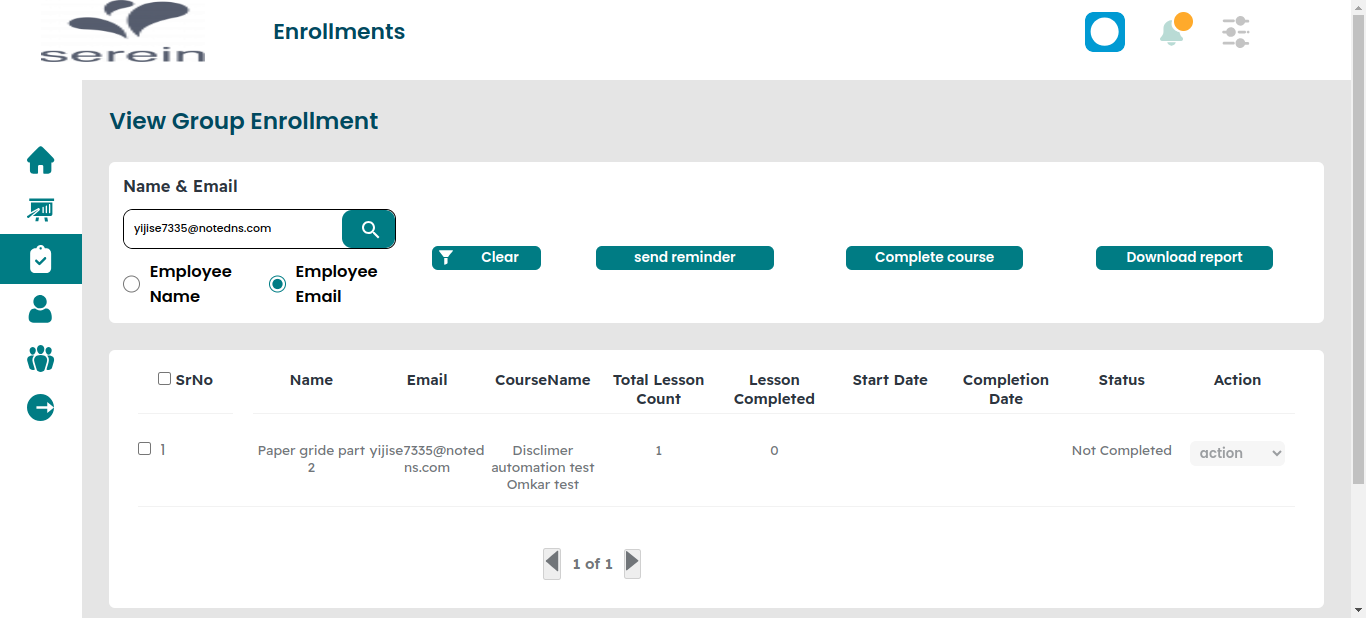 serein
Enrollments
View Group Enrollment
Name & Email
yijise7335@notedns.com
Employee
Name
Employee
Email
Clear
send reminder
Complete course
Download report
SrNo
Name
Email
CourseName
Total Lesson
Count
Lesson
Completed
Start Date
Completion
Date
Status
Action
1
Paper gride part
2
yijise7335@noted
ns.com
Disclimer
automation test
Omkar test
1
0
Not Completed
action
1 of 1